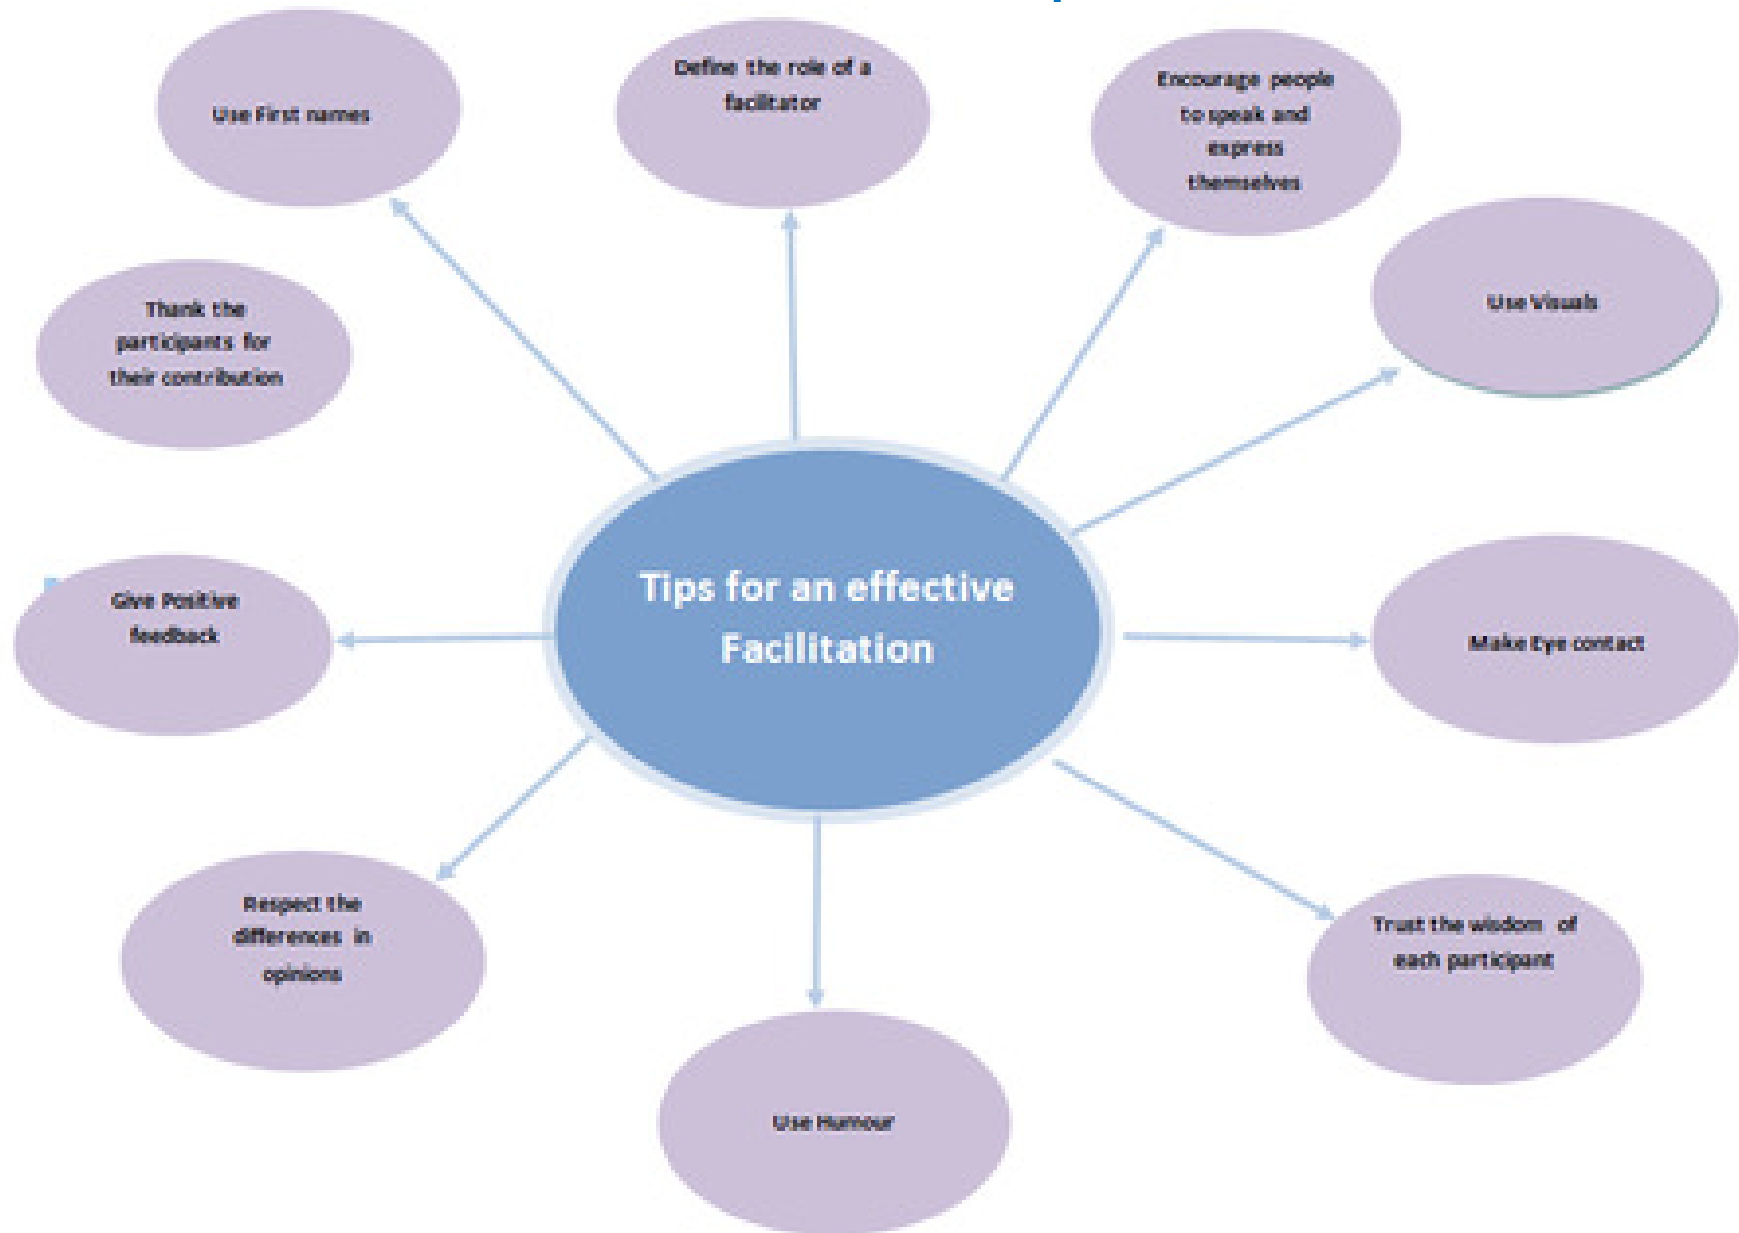 Use First names
Define the role of a
facilitator
Encourage people
to speak and
express
themselves
Use Visuals
Thank the
participants for
their contribution
Tips for an effective
Facilitation
Give Positive
feedback
Make Eye contact
Respect the
differences in
opinions
Trust the wisdom of
each participant
Use Humour